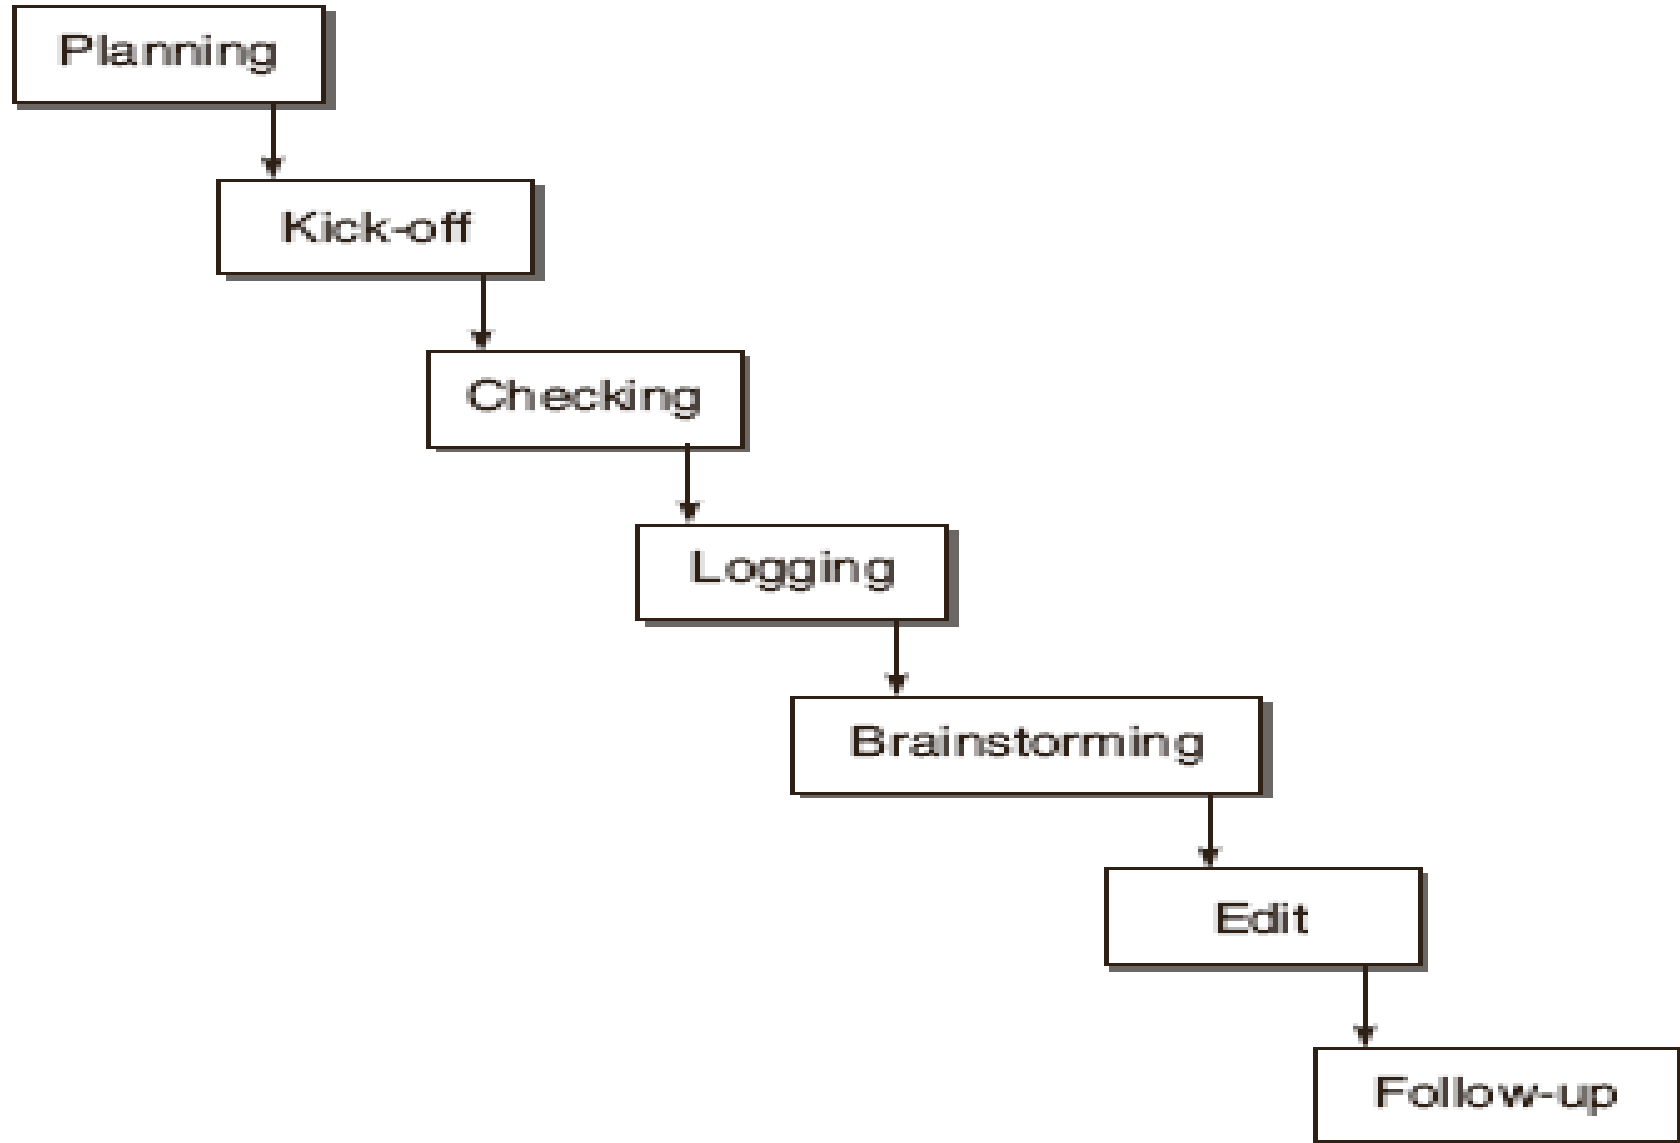 Planning
Kick-off
Checking
Logging
Brainstorming
Edit
Follow-up